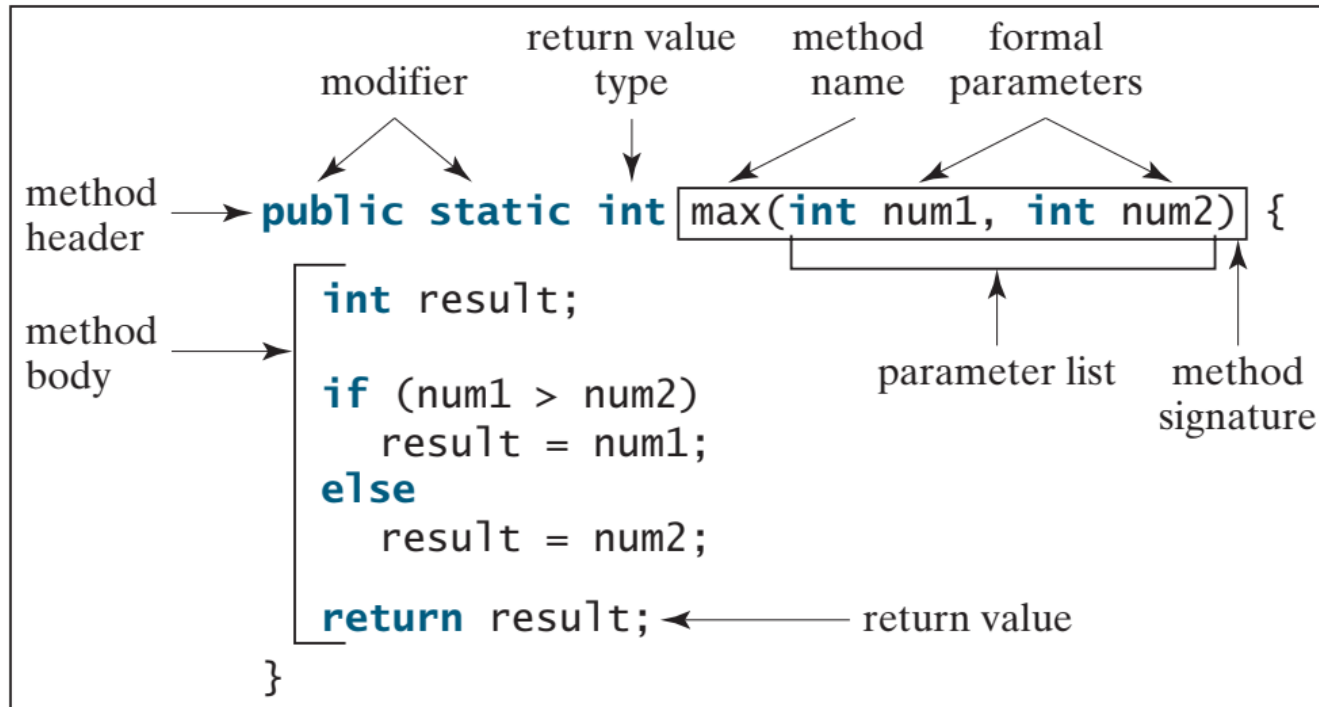 return value method formal
modifier type name parameters
method
header public static int max(int num1, int num2) {
int result;
method
body
parameter list method
signature
if (num1 > num2)
result = num1;
else
result = num2;
return result; return value
}